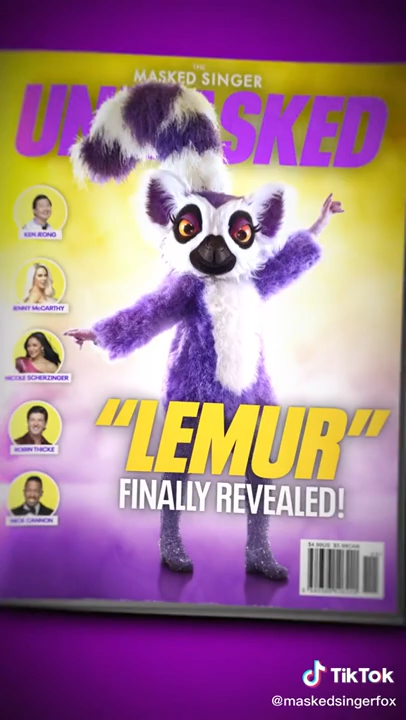 THE
MASKED SINGER
UNMASKED
KEN JEONG
JENNY McCARTHY
NICOLE SCHERZINGER
ROBIN THICKE
NICK CANNON
"LEMUR"
FINALLY REVEALED!
TikTok
@maskedsingerfox